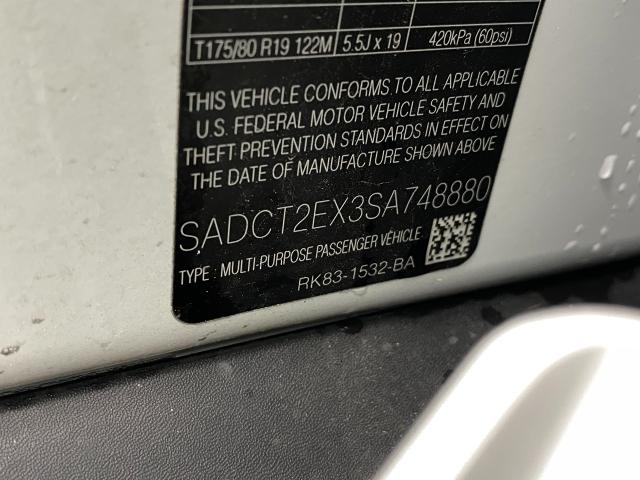 T175/80 R19 122M 5.5J x 19 420kPa (60psi)
THIS VEHICLE CONFORMS TO ALL APPLICABLE
U.S. FEDERAL MOTOR VEHICLE SAFETY AND
THEFT PREVENTION STANDARDS IN EFFECT ON
THE DATE OF MANUFACTURE SHOWN ABOVE
SADCT2EX3SA748880
TYPE : MULTI-PURPOSE PASSENGER VEHICLE
RK83-1532-BA